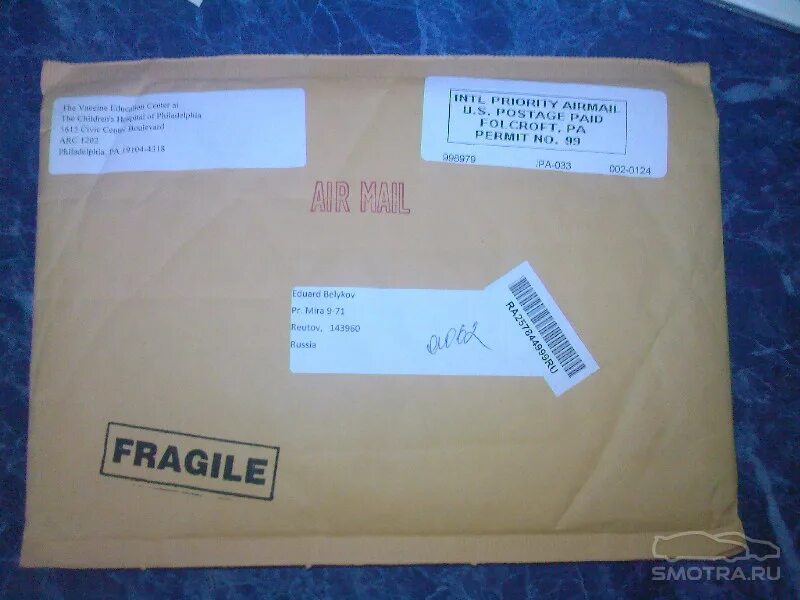 The Vaccine Education Center at
The Children's Hospital of Philadelphia
3615 Civic Center Boulevard
ARC 1202
Philadelphia, PA 19104-4318
INTL PRIORITY AIRMAIL
U.S. POSTAGE PAID
FOLCROFT, PA
PERMIT NO. 99
998979 PA-033 002-0124
AIR MAIL
Eduard Belykov
Pr. Mira 9-71
Reutov, 143960
Russia
RA257844999RU
FRAGILE
SMOTRA.RU